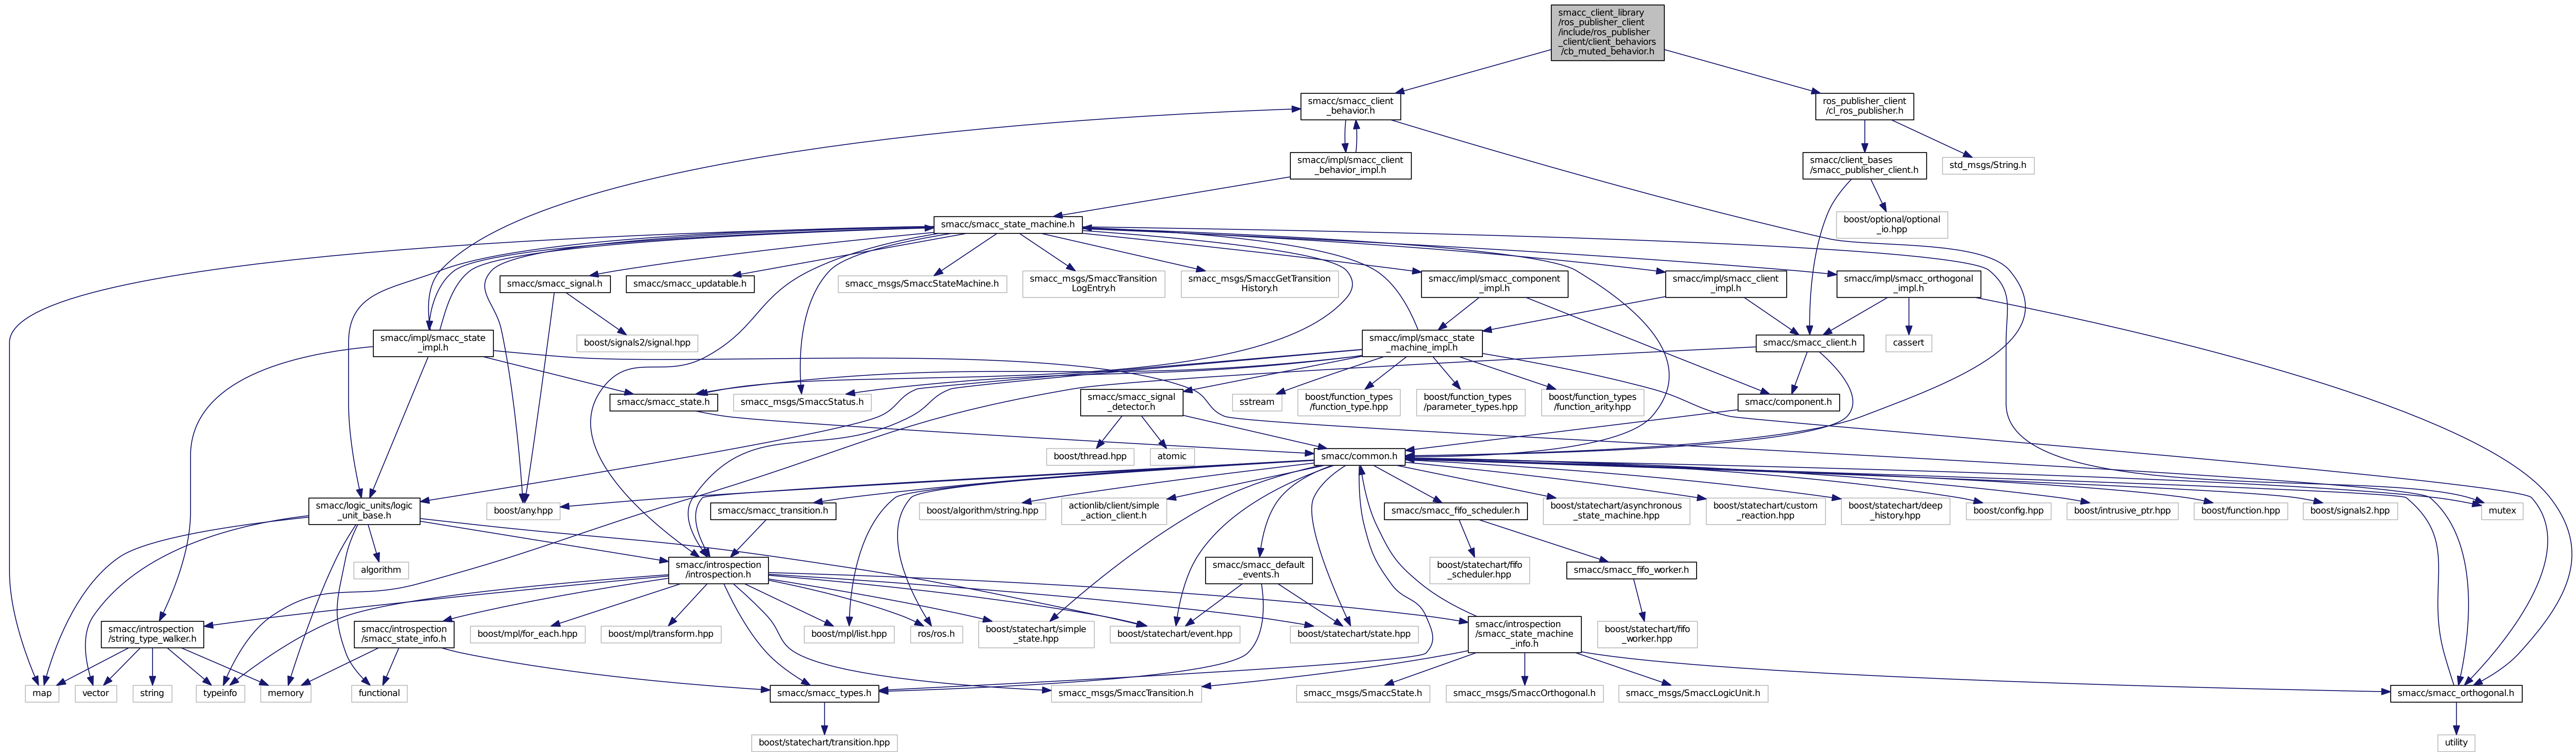 smacc_client_library
/ros_publisher_client
/include/ros_publisher
_client/client_behaviors
/cb_muted_behavior.h
smacc/smacc_client
_behavior.h
ros_publisher_client
/cl_ros_publisher.h
smacc/impl/smacc_client
_behavior_impl.h
smacc/client_bases
/smacc_publisher_client.h
std_msgs/String.h
smacc/smacc_state_machine.h
boost/optional/optional
_io.hpp
smacc/smacc_signal.h
smacc/smacc_updatable.h
smacc_msgs/SmaccStateMachine.h
smacc_msgs/SmaccTransition
LogEntry.h
smacc_msgs/SmaccGetTransition
History.h
smacc/impl/smacc_component
_impl.h
smacc/impl/smacc_client
_impl.h
smacc/impl/smacc_orthogonal
_impl.h
smacc/impl/smacc_state
_impl.h
boost/signals2/signal.hpp
smacc/impl/smacc_state
_machine_impl.h
smacc/smacc_client.h
cassert
smacc/smacc_state.h
smacc_msgs/SmaccStatus.h
smacc/smacc_signal
_detector.h
sstream
boost/function_types
/function_type.hpp
boost/function_types
/parameter_types.hpp
boost/function_types
/function_arity.hpp
smacc/component.h
boost/thread.hpp
atomic
smacc/common.h
smacc/logic_units/logic
_unit_base.h
boost/any.hpp
smacc/smacc_transition.h
boost/algorithm/string.hpp
actionlib/client/simple
_action_client.h
smacc/smacc_fifo_scheduler.h
boost/statechart/asynchronous
_state_machine.hpp
boost/statechart/custom
_reaction.hpp
boost/statechart/deep
_history.hpp
boost/config.hpp
boost/intrusive_ptr.hpp
boost/function.hpp
boost/signals2.hpp
mutex
algorithm
smacc/introspection
/introspection.h
smacc/smacc_default
_events.h
boost/statechart/fifo
_scheduler.hpp
smacc/smacc_fifo_worker.h
smacc/introspection
/string_type_walker.h
smacc/introspection
/smacc_state_info.h
boost/mpl/for_each.hpp
boost/mpl/transform.hpp
boost/mpl/list.hpp
ros/ros.h
boost/statechart/simple
_state.hpp
boost/statechart/event.hpp
boost/statechart/state.hpp
smacc/introspection
/smacc_state_machine
_info.h
boost/statechart/fifo
_worker.hpp
map
vector
string
typeinfo
memory
functional
smacc/smacc_types.h
smacc_msgs/SmaccTransition.h
smacc_msgs/SmaccState.h
smacc_msgs/SmaccOrthogonal.h
smacc_msgs/SmaccLogicUnit.h
smacc/smacc_orthogonal.h
boost/statechart/transition.hpp
utility